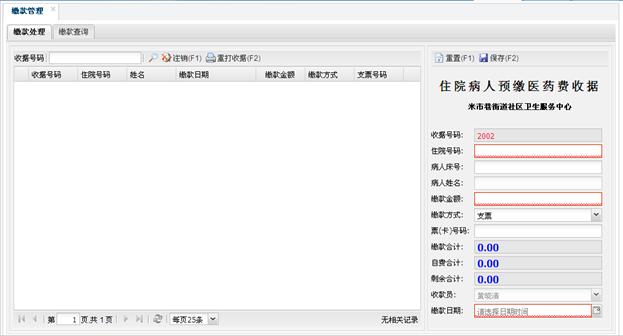 缴款管理
缴款处理 缴款查询
收据号码 注销(F1) 重打收据(F2)
收据号码 住院号码 姓名 缴款日期 缴款金额 缴款方式 支票号码
第 1 页,共 1 页 每页25条 无相关记录
重置(F1) 保存(F2)
住院病人预缴医药费收据
米市巷街道社区卫生服务中心
收据号码: 2002
住院号码:
病人床号:
病人姓名:
缴款金额:
缴款方式: 支票
票(卡)号码:
缴款合计: 0.00
自费合计: 0.00
剩余合计: 0.00
收款员:
缴款日期: 请选择日期时间